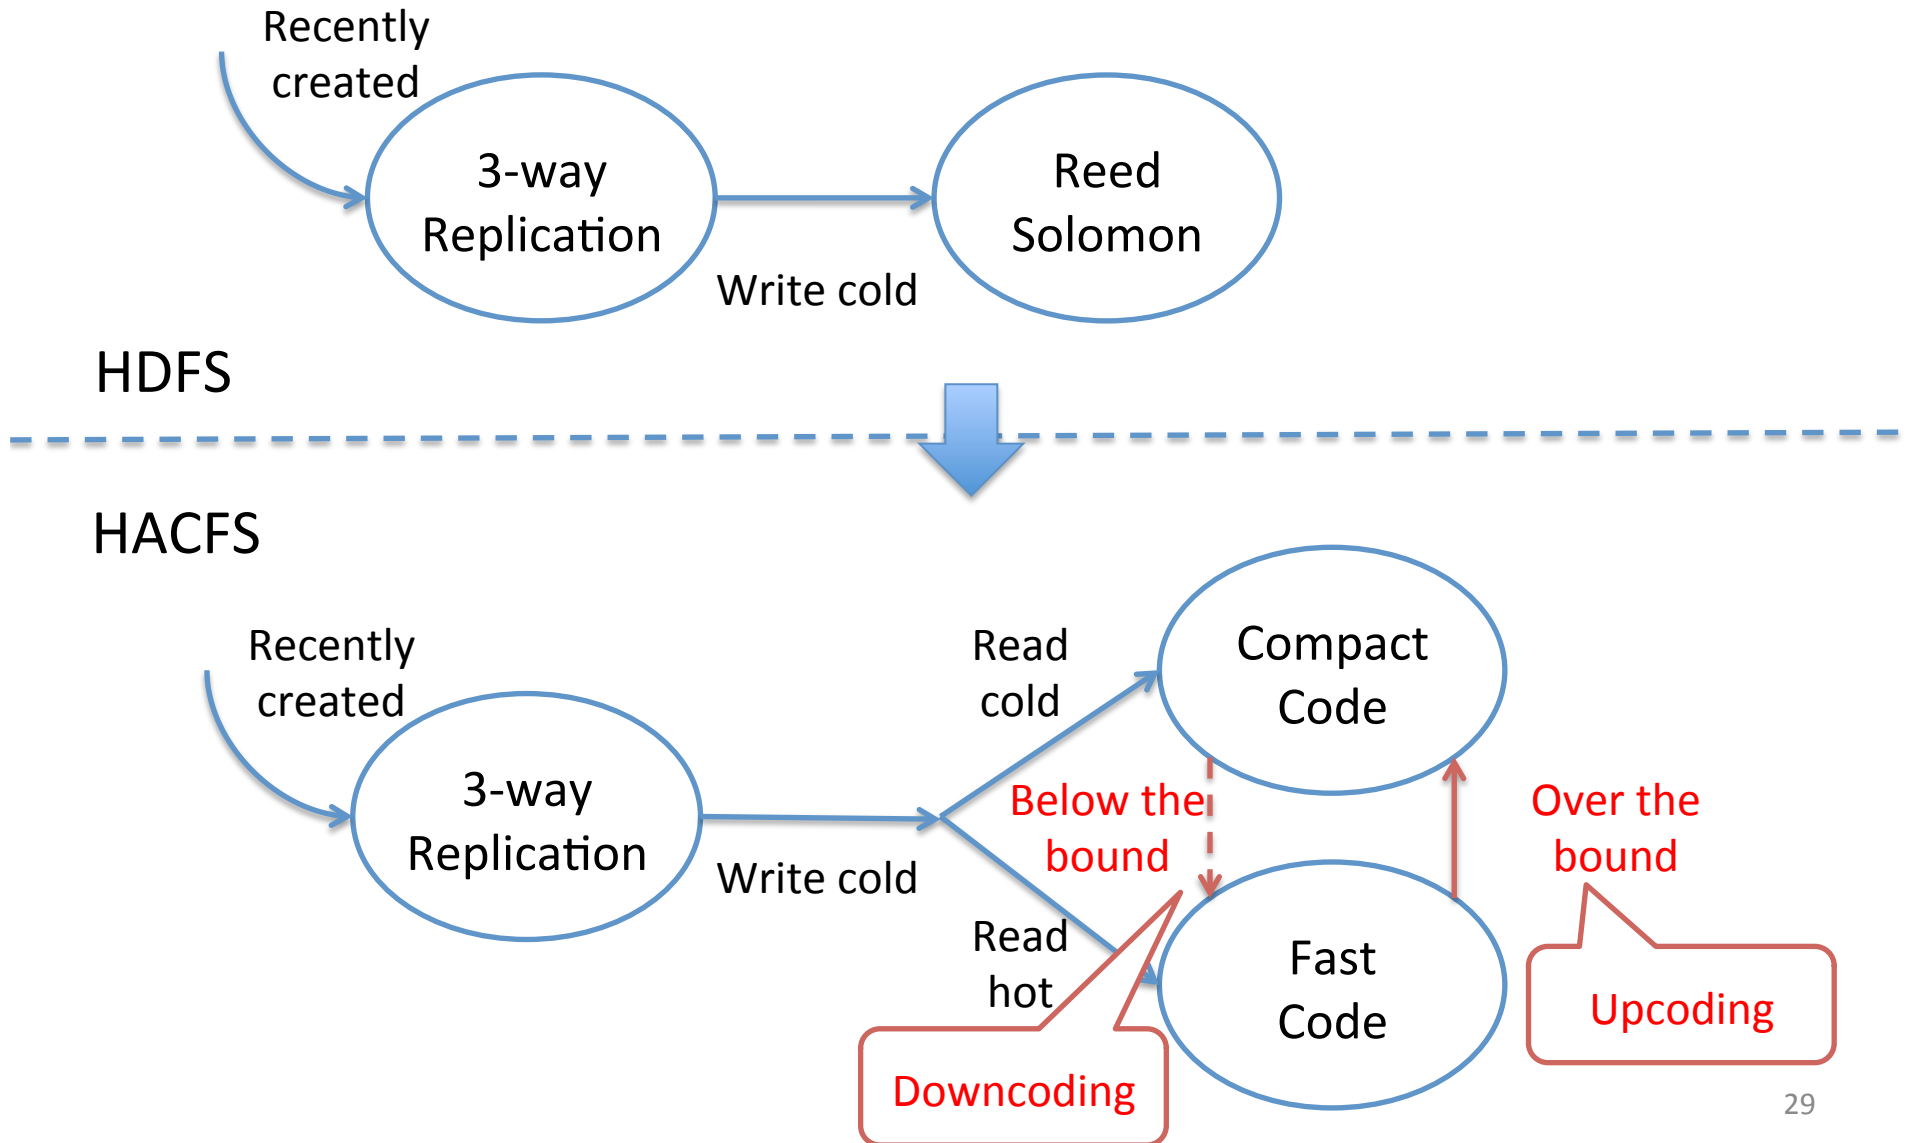 Recently
created
3-way
Replication
Write cold
Reed
Solomon
HDFS
HACFS
Recently
created
3-way
Replication
Write cold
Read
cold
Read
hot
Compact
Code
Below the
bound
Over the
bound
Fast
Code
Downcoding
Upcoding
29